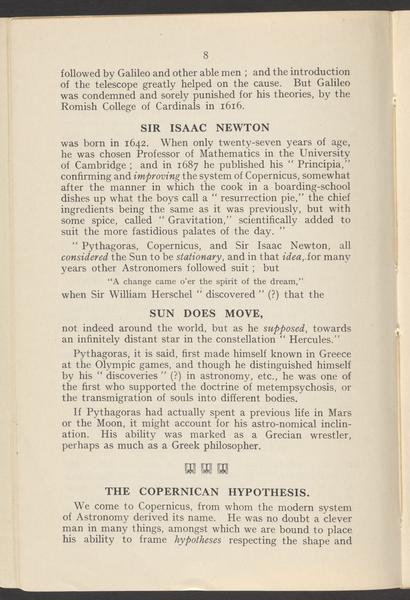 8
followed by Galileo and other able men ; and the introduction
of the telescope greatly helped on the cause. But Galileo
was condemned and sorely punished for his theories, by the
Romish College of Cardinals in 1616.
SIR ISAAC NEWTON
was born in 1642. When only twenty-seven years of age,
he was chosen Professor of Mathematics in the University
of Cambridge ; and in 1687 he published his " Principia,"
confirming and improving the system of Copernicus, somewhat
after the manner in which the cook in a boarding-school
dishes up what the boys call a " resurrection pie," the chief
ingredients being the same as it was previously, but with
some spice, called " Gravitation," scientifically added to
suit the more fastidious palates of the day. "
" Pythagoras, Copernicus, and Sir Isaac Newton, all
considered the Sun to be stationary, and in that idea, for many
years other Astronomers followed suit ; but
"A change came o'er the spirit of the dream,"
when Sir William Herschel " discovered " (?) that the
SUN DOES MOVE,
not indeed around the world, but as he supposed, towards
an infinitely distant star in the constellation " Hercules."
Pythagoras, it is said, first made himself known in Greece
at the Olympic games, and though he distinguished himself
by his " discoveries " (?) in astronomy, etc., he was one of
the first who supported the doctrine of metempsychosis, or
the transmigration of souls into different bodies.
If Pythagoras had actually spent a previous life in Mars
or the Moon, it might account for his astro-nomical inclin-
ation. His ability was marked as a Grecian wrestler,
perhaps as much as a Greek philosopher.
THE COPERNICAN HYPOTHESIS.
We come to Copernicus, from whom the modern system
of Astronomy derived its name. He was no doubt a clever
man in many things, amongst which we are bound to place
his ability to frame hypotheses respecting the shape and